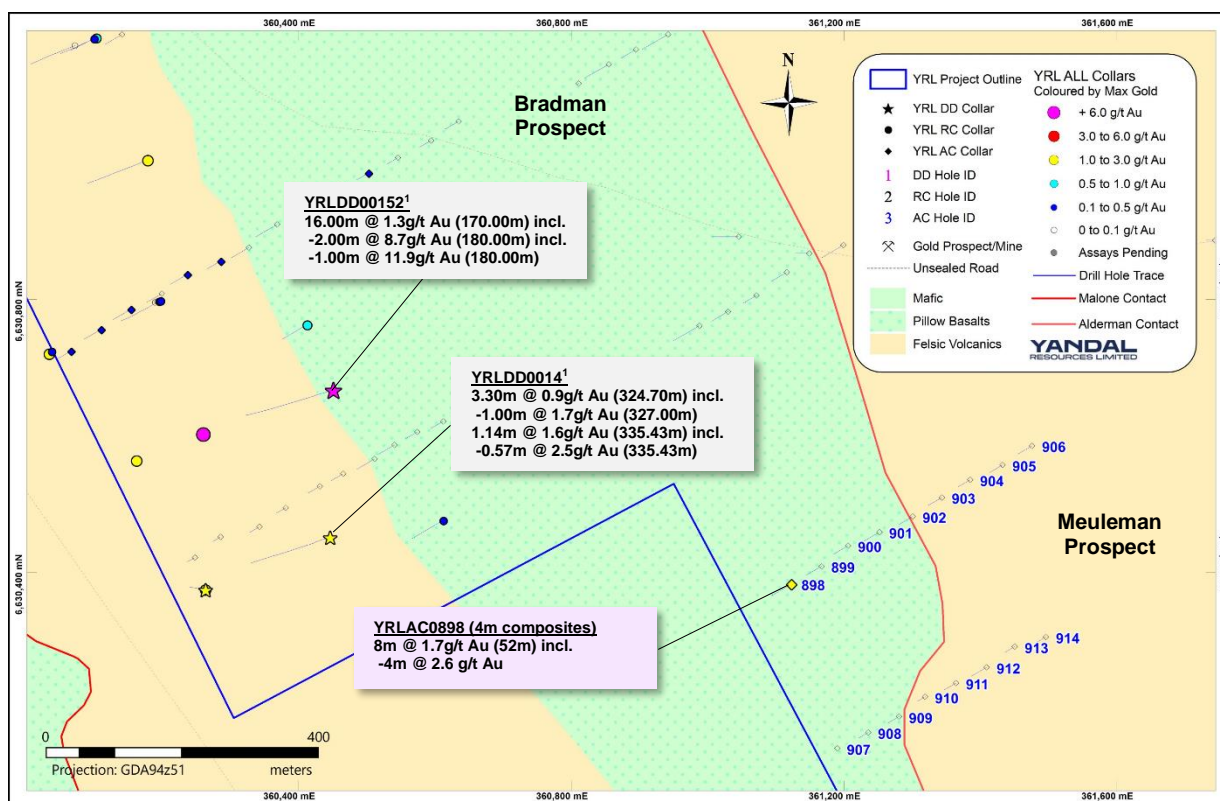 360,400 mE
360,800 mE
361,200 mE
361,600 mE
6,630,800 mN
6,630,400 mN
Bradman
Prospect
N
YRLDD00152¹
16.00m @ 1.3g/t Au (170.00m) incl.
-2.00m @ 8.7g/t Au (180.00m) incl.
-1.00m @ 11.9g/t Au (180.00m)
YRLDD0014¹
3.30m @ 0.9g/t Au (324.70m) incl.
-1.00m @ 1.7g/t Au (327.00m)
1.14m @ 1.6g/t Au (335.43m) incl.
-0.57m @ 2.5g/t Au (335.43m)
YRLAC0898 (4m composites)
8m @ 1.7g/t Au (52m) incl.
-4m @ 2.6 g/t Au
YRL Project Outline
YRL DD Collar
YRL RC Collar
YRL AC Collar
1 DD Hole ID
2 RC Hole ID
3 AC Hole ID
Gold Prospect/Mine
Unsealed Road
Mafic
Pillow Basalts
Felsic Volcanics
YRL ALL Collars
Coloured by Max Gold
+ 6.0 g/t Au
3.0 to 6.0 g/t Au
1.0 to 3.0 g/t Au
0.5 to 1.0 g/t Au
0.1 to 0.5 g/t Au
0 to 0.1 g/t Au
Assays Pending
Drill Hole Trace
Malone Contact
Alderman Contact
YANDAL
RESOURCES LIMITED
906
905
904
903
902
901
900
899
898
Meuleman
Prospect
914
913
912
911
910
909
908
907
0
400
Projection: GDA94z51
meters
360,400 mE
360,800 mE
361,200 mE
361,600 mE